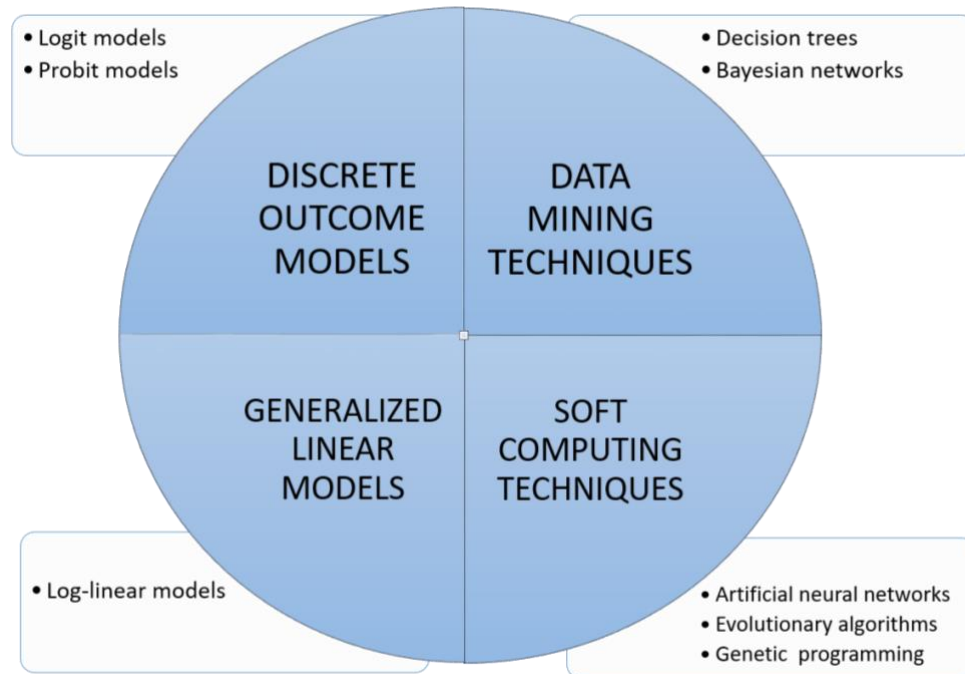 • Logit models
• Probit models
• Decision trees
• Bayesian networks
DISCRETE
OUTCOME
MODELS
DATA
MINING
TECHNIQUES
GENERALIZED
LINEAR
MODELS
SOFT
COMPUTING
TECHNIQUES
• Log-linear models
• Artificial neural networks
• Evolutionary algorithms
• Genetic programming